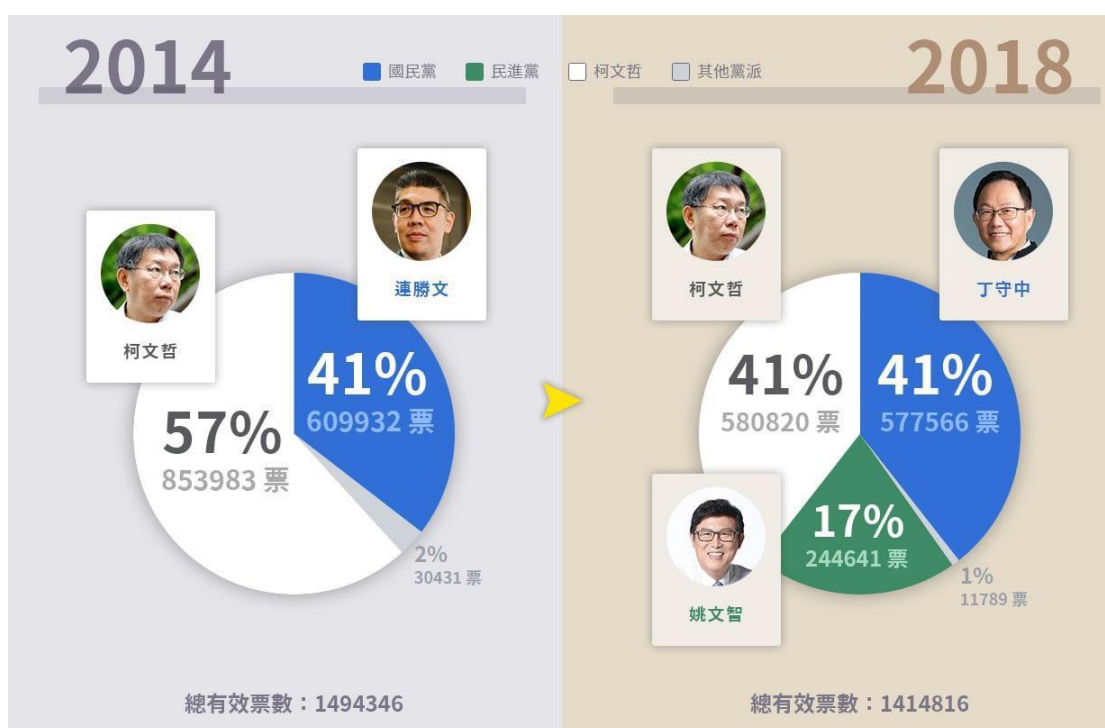 2014
國民黨
民進黨
柯文哲
其他黨派
2018
連勝文
柯文哲
41%
609932 票
57%
853983 票
2%
30431 票
總有效票數：1494346
柯文哲
丁守中
41%
580820 票
41%
577566 票
17%
244641 票
1%
11789 票
姚文智
總有效票數：1414816